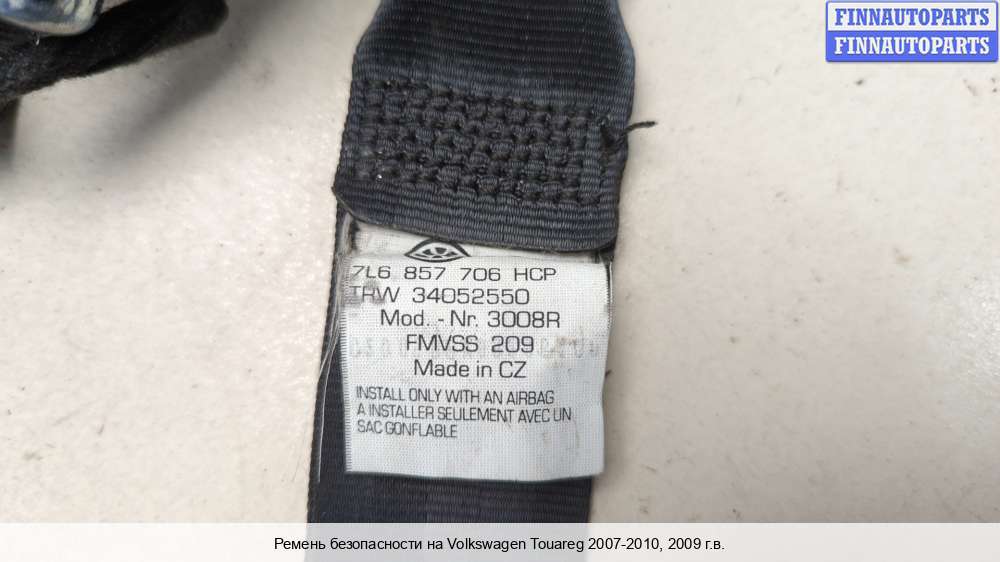 FINNAUTOPARTS
FINNAUTOPARTS
7L6 857 706 HCP
TRW 34052550
Mod. - Nr. 3008R
FMVSS 209
Made in CZ
INSTALL ONLY WITH AN AIRBAG
A INSTALLER SEULEMENT AVEC UN
SAC GONFLABLE
Ремень безопасности на Volkswagen Touareg 2007-2010, 2009 г.в.